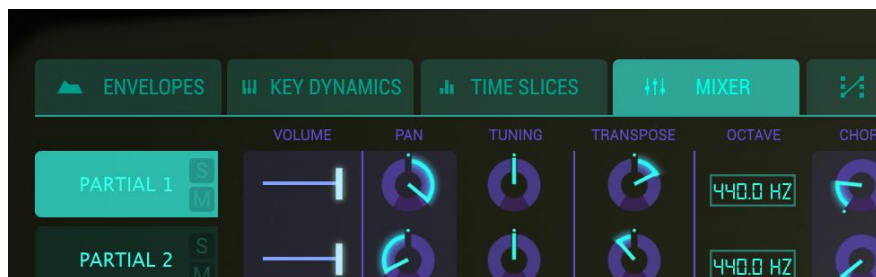 ENVELOPES KEY DYNAMICS TIME SLICES MIXER
VOLUME PAN TUNING TRANSPOSE OCTAVE
PARTIAL 1 S 440.0 HZ
M
PARTIAL 2 S 440.0 HZ
M